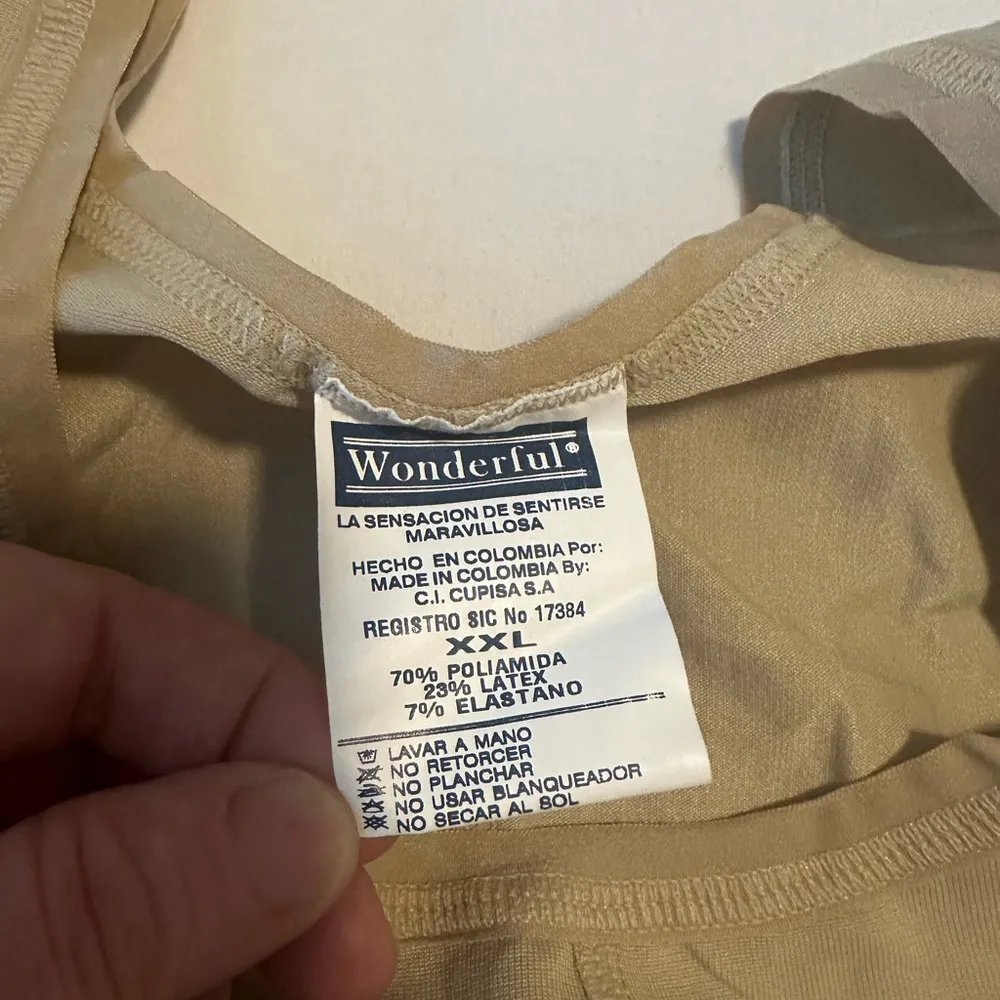 Wonderful®
LA SENSACION DE SENTIRSE
MARAVILLOSA
HECHO EN COLOMBIA Por:
MADE IN COLOMBIA By:
C.I. CUPISA S.A
REGISTRO SIC No 17384
XXL
70% POLIAMIDA
23% LATEX
7% ELASTANO
LAVAR A MANO
NO RETORCER
NO PLANCHAR
NO USAR BLANQUEADOR
NO SECAR AL SOL